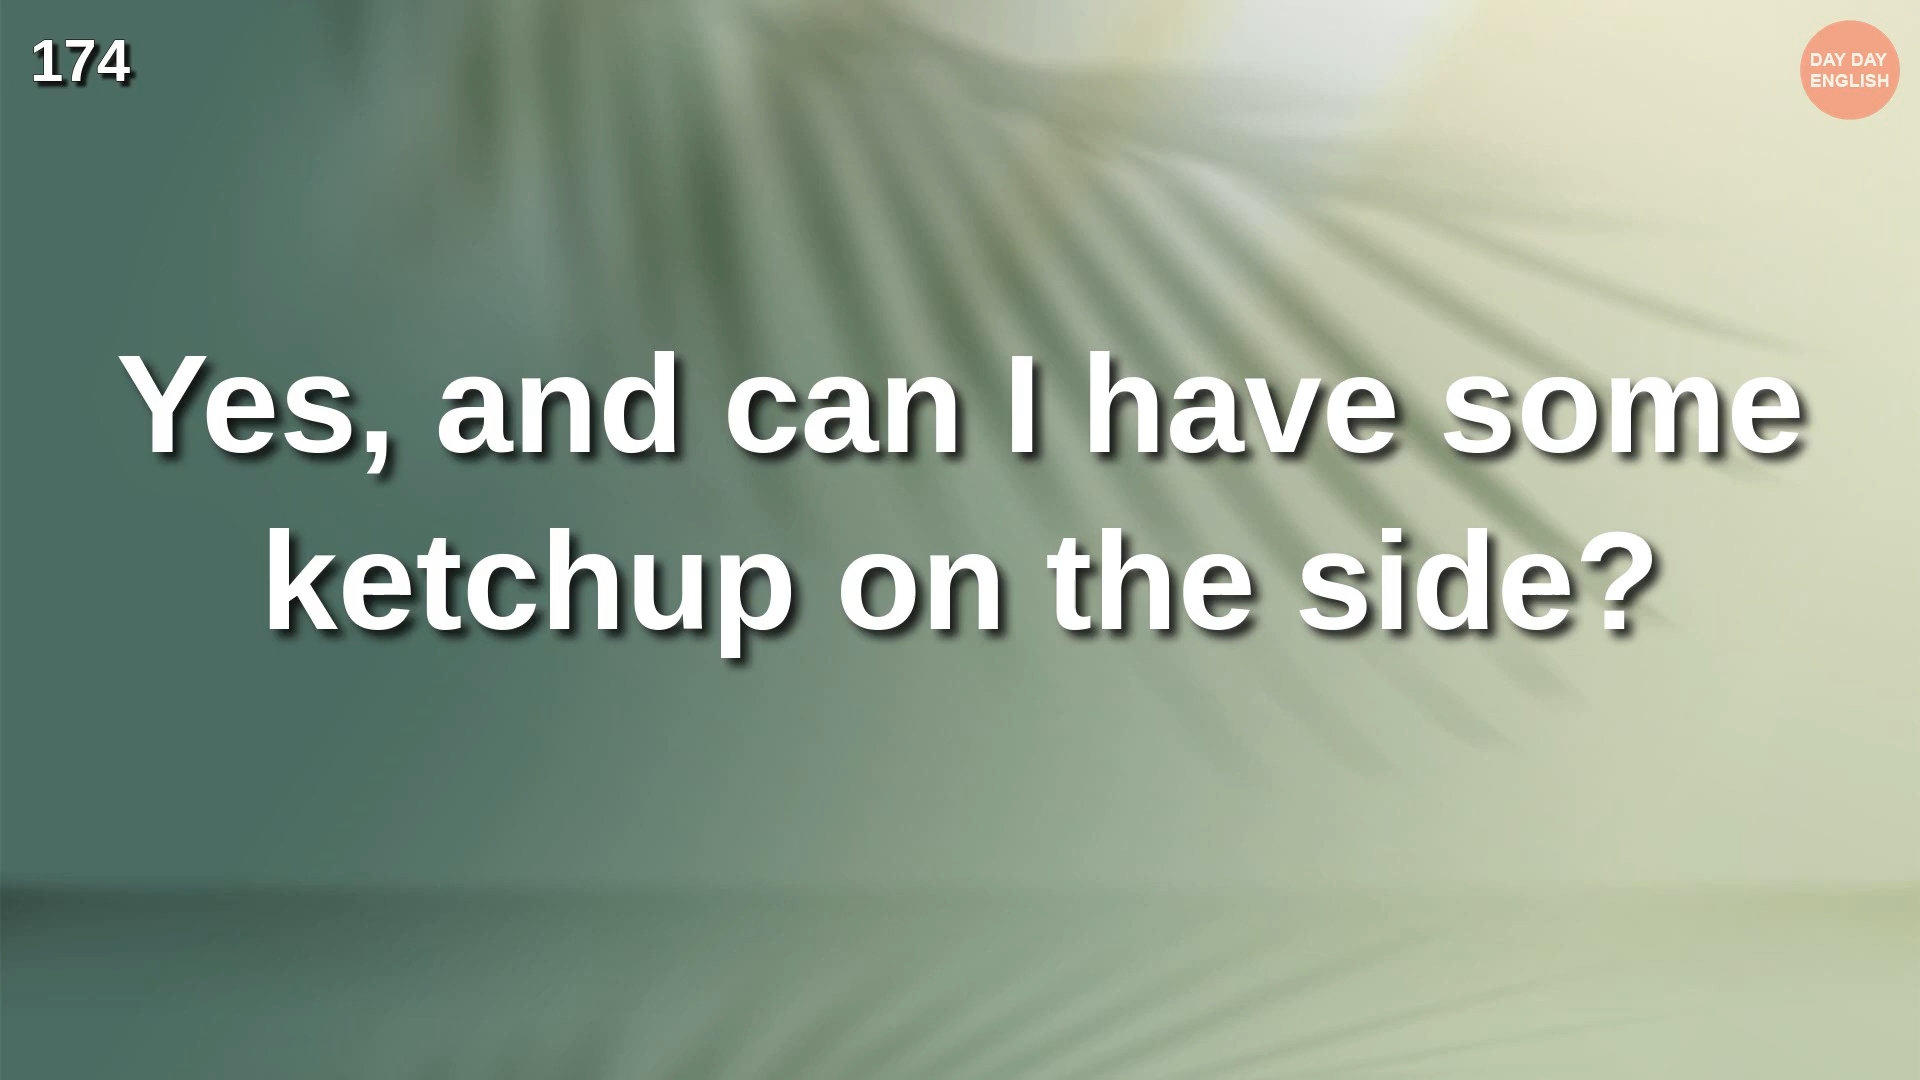 174
DAY DAY
ENGLISH
Yes, and can I have some
ketchup on the side?